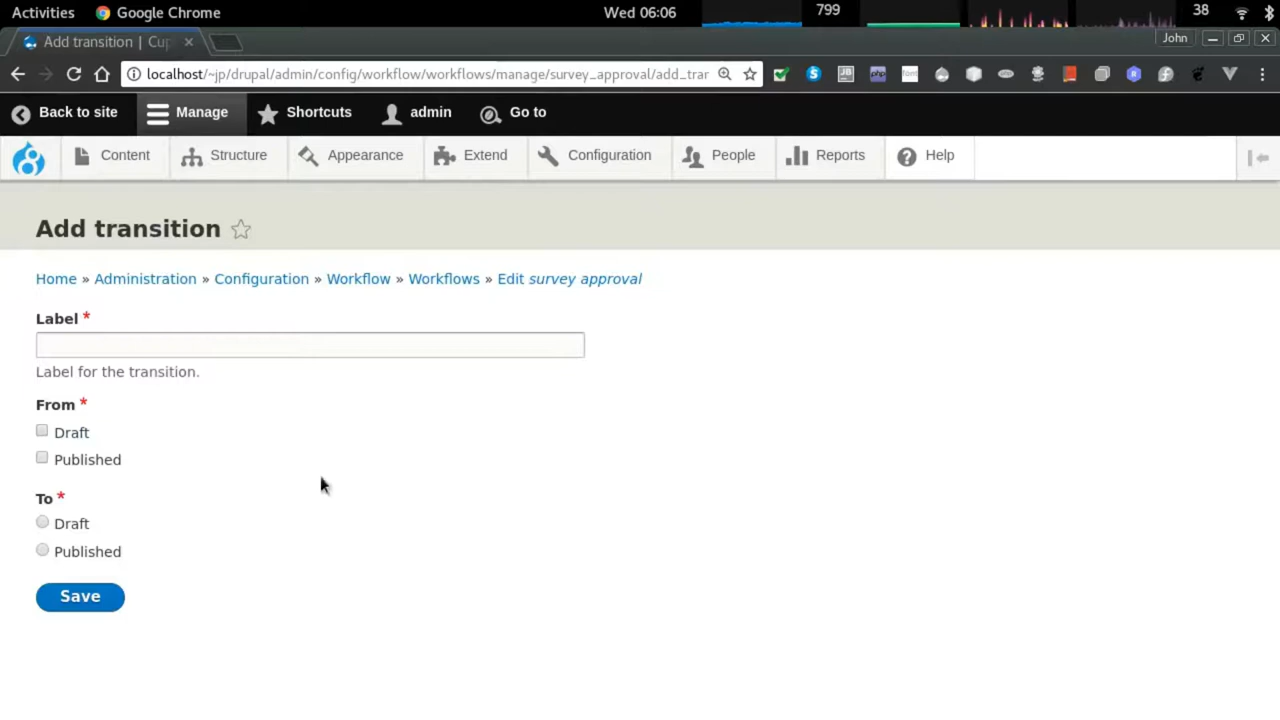 Activities Google Chrome Wed 06:06 799 38
Add transition | Cup John
localhost/~jp/drupal/admin/config/workflow/workflows/manage/survey_approval/add_trar
Back to site Manage Shortcuts admin Go to
Content Structure Appearance Extend Configuration People Reports Help
Add transition
Home » Administration » Configuration » Workflow » Workflows » Edit survey approval
Label *
Label for the transition.
From *
Draft
Published
To *
Draft
Published
Save